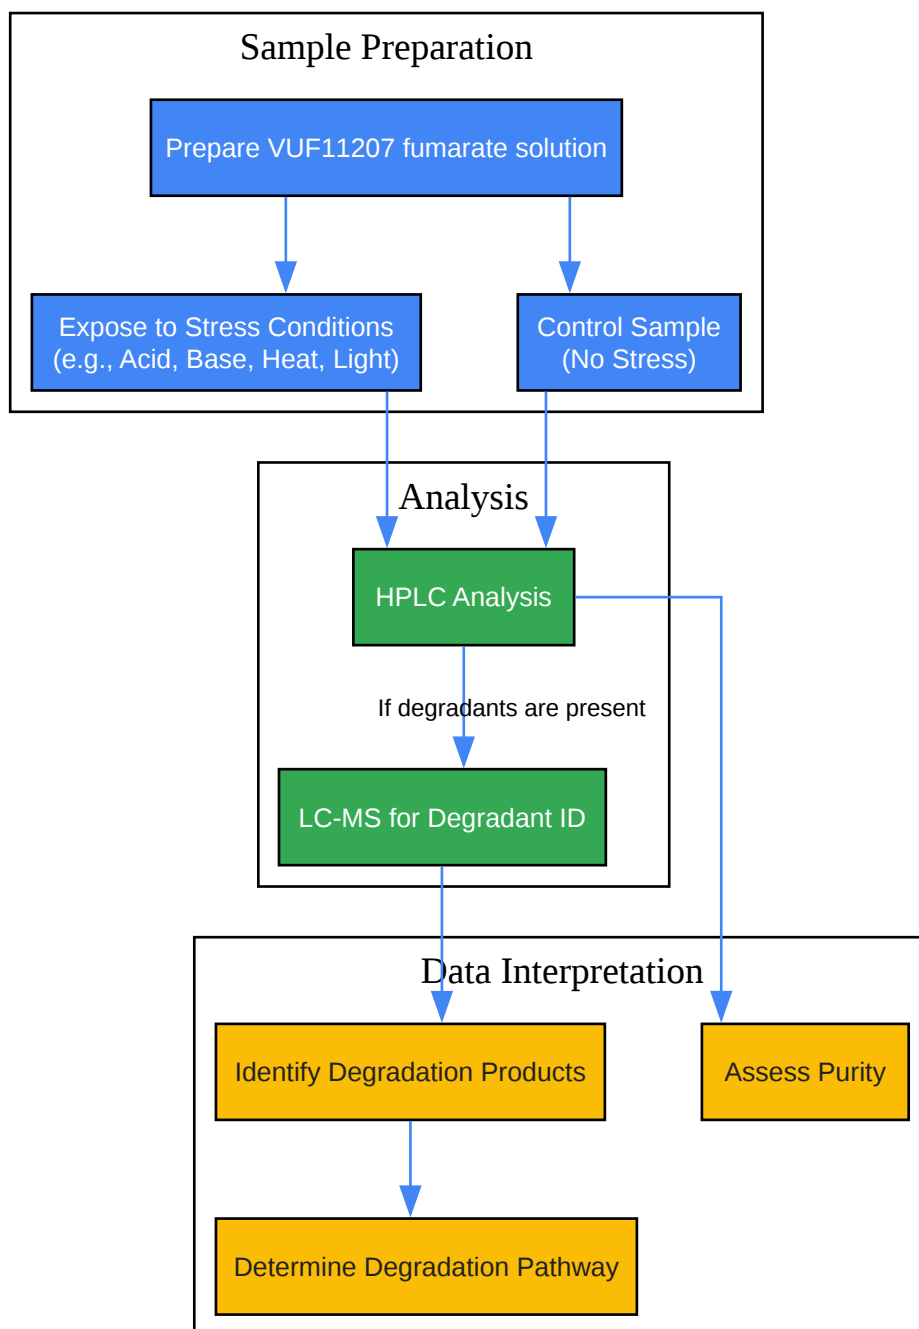 Sample Preparation
Prepare VUF11207 fumarate solution
Expose to Stress Conditions
(e.g., Acid, Base, Heat, Light)
Control Sample
(No Stress)
Analysis
HPLC Analysis
If degradants are present
LC-MS for Degradant ID
Data Interpretation
Identify Degradation Products
Assess Purity
Determine Degradation Pathway